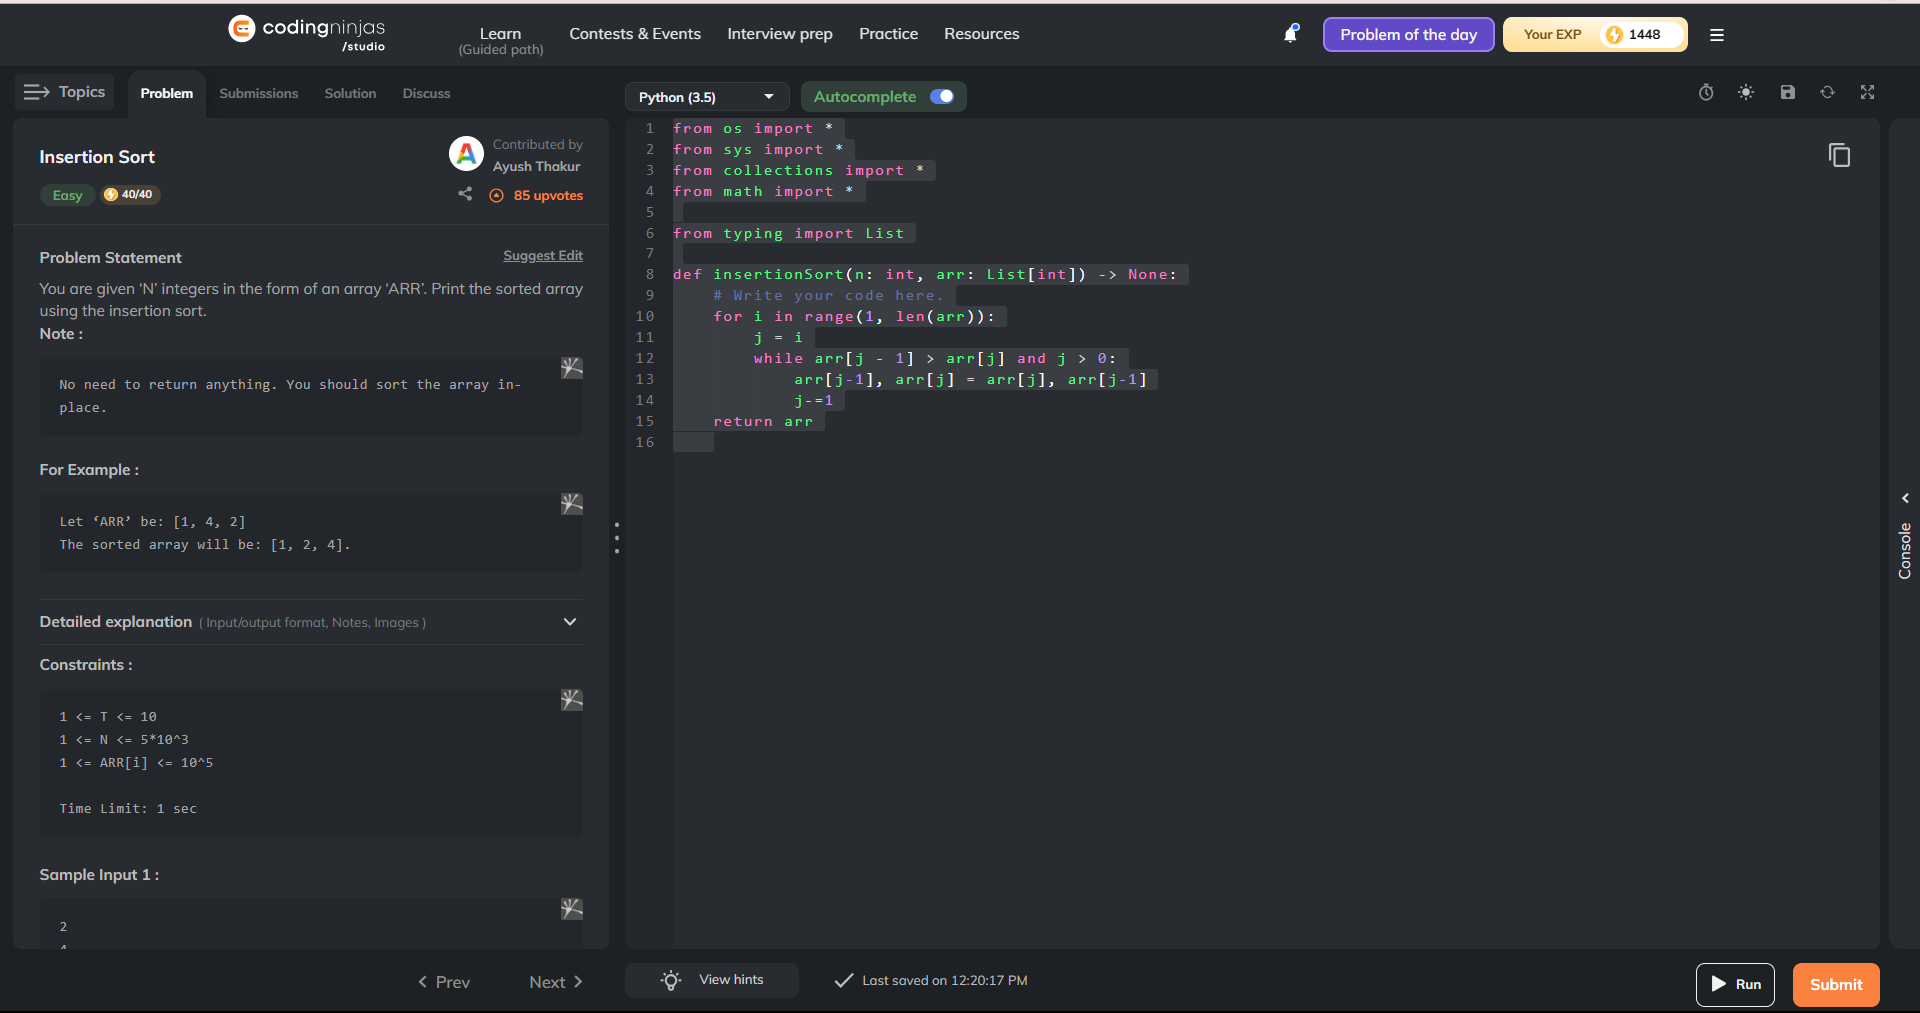 codingninjas
/studio
Learn
(Guided path)
Contests & Events
Interview prep
Practice
Resources
Problem of the day
Your EXP
1448
Topics
Problem
Submissions
Solution
Discuss
Insertion Sort
Contributed by
Ayush Thakur
Easy
40/40
85 upvotes
Problem Statement
Suggest Edit
You are given ‘N’ integers in the form of an array ‘ARR’. Print the sorted array
using the insertion sort.
Note :
No need to return anything. You should sort the array in-
place.
For Example :
Let ‘ARR’ be: [1, 4, 2]
The sorted array will be: [1, 2, 4].
Detailed explanation ( Input/output format, Notes, Images )
Constraints :
1 <= T <= 10
1 <= N <= 5*10^3
1 <= ARR[i] <= 10^5
Time Limit: 1 sec
Sample Input 1 :
2
Prev
Next
Python (3.5)
Autocomplete
1 from os import *
2 from sys import *
3 from collections import *
4 from math import *
5
6 from typing import List
7
8 def insertionSort(n: int, arr: List[int]) -> None:
9 # Write your code here.
10 for i in range(1, len(arr)):
11 j = i
12 while arr[j - 1] > arr[j] and j > 0:
13 arr[j-1], arr[j] = arr[j], arr[j-1]
14 j-=1
15 return arr
16
Console
View hints
Last saved on 12:20:17 PM
Run
Submit